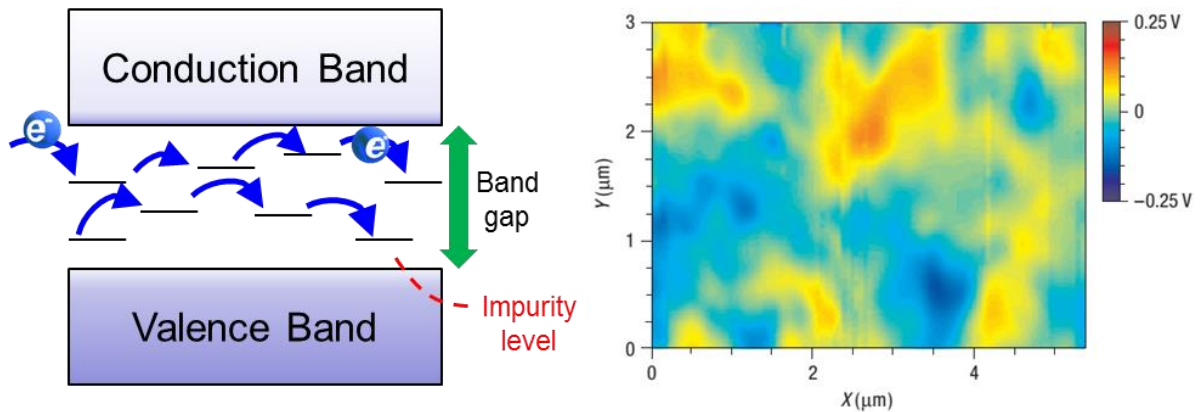 Conduction Band
e-
e-
Band
gap
Impurity
level
Valence Band
3
2
1
0
Y (μm)
0
2
4
X (μm)
0.25 V
0
−0.25 V